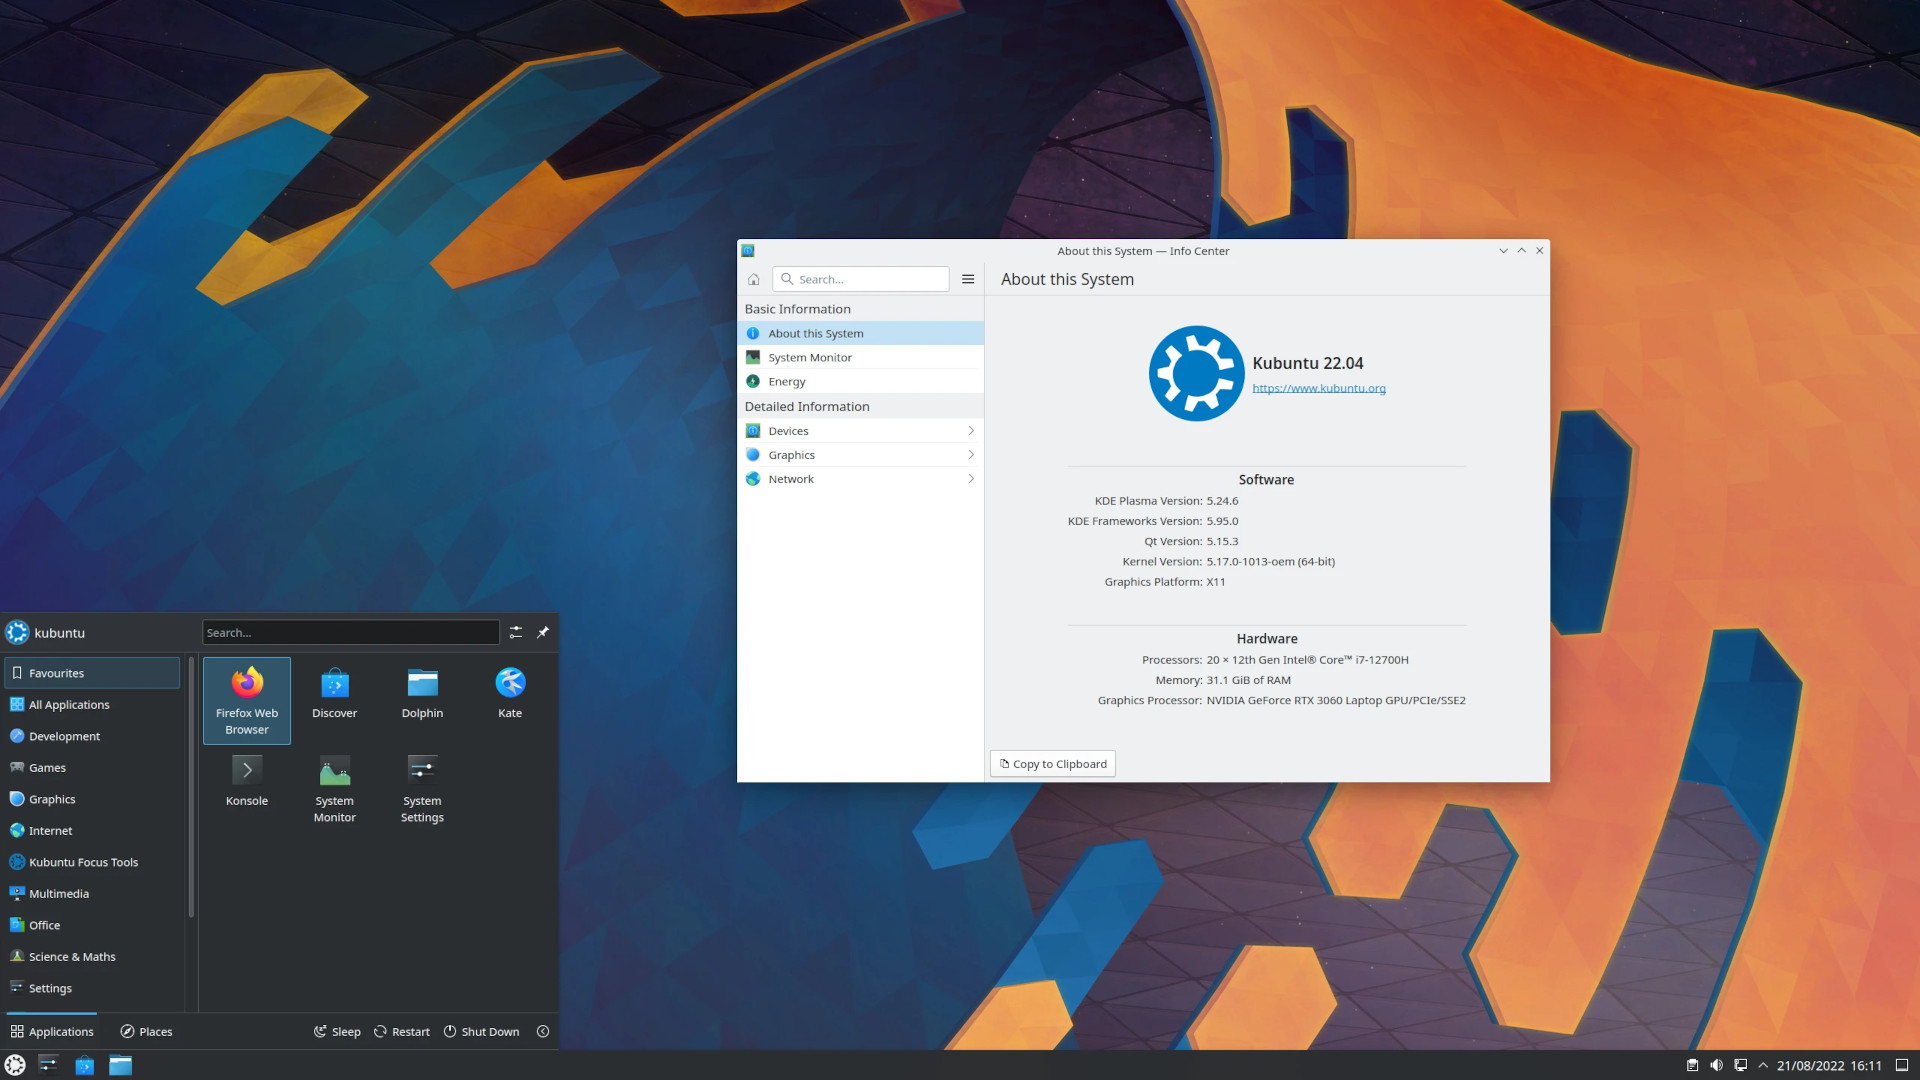 About this System — Info Center
Search...
About this System
Basic Information
About this System
System Monitor
Energy
Detailed Information
Devices
Graphics
Network
Kubuntu 22.04
https://www.kubuntu.org
Software
KDE Plasma Version: 5.24.6
KDE Frameworks Version: 5.95.0
Qt Version: 5.15.3
Kernel Version: 5.17.0-1013-oem (64-bit)
Graphics Platform: X11
Hardware
Processors: 20 × 12th Gen Intel® Core™ i7-12700H
Memory: 31.1 GiB of RAM
Graphics Processor: NVIDIA GeForce RTX 3060 Laptop GPU/PCIe/SSE2
Copy to Clipboard
kubuntu
Search...
Favourites
All Applications
Development
Games
Graphics
Internet
Kubuntu Focus Tools
Multimedia
Office
Science & Maths
Settings
Firefox Web
Browser
Discover
Dolphin
Kate
Konsole
System
Monitor
System
Settings
Applications
Places
Sleep
Restart
Shut Down
21/08/2022 16:11